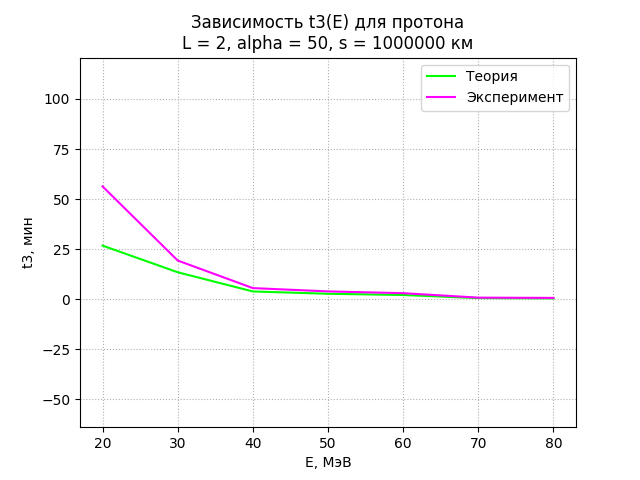 Зависимость t3(E) для протона
L = 2, alpha = 50, s = 1000000 км
Теория
Эксперимент
100
75
50
25
0
−25
−50
t3, мин
20 30 40 50 60 70 80
E, МэВ